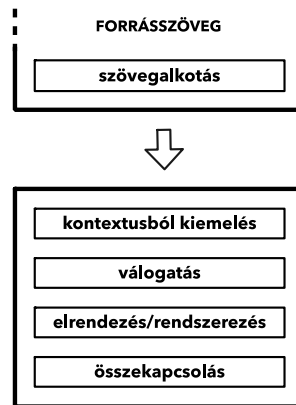 FORRÁSSZÖVEG
szövegalkotás
kontextusból kiemelés
válogatás
elrendezés/rendszerezés
összekapcsolás